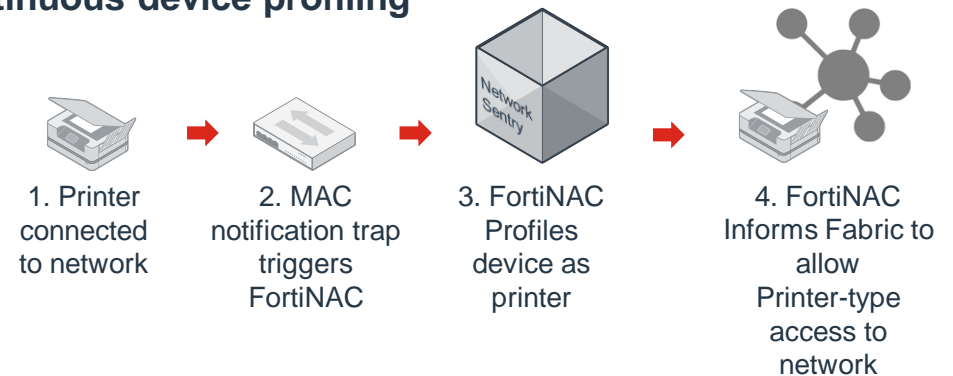 tinuous device profiling
Network
Sentry
1. Printer
connected
to network
2. MAC
notification trap
triggers
FortiNAC
3. FortiNAC
Profiles
device as
printer
4. FortiNAC
Informs Fabric to
allow
Printer-type
access to
network